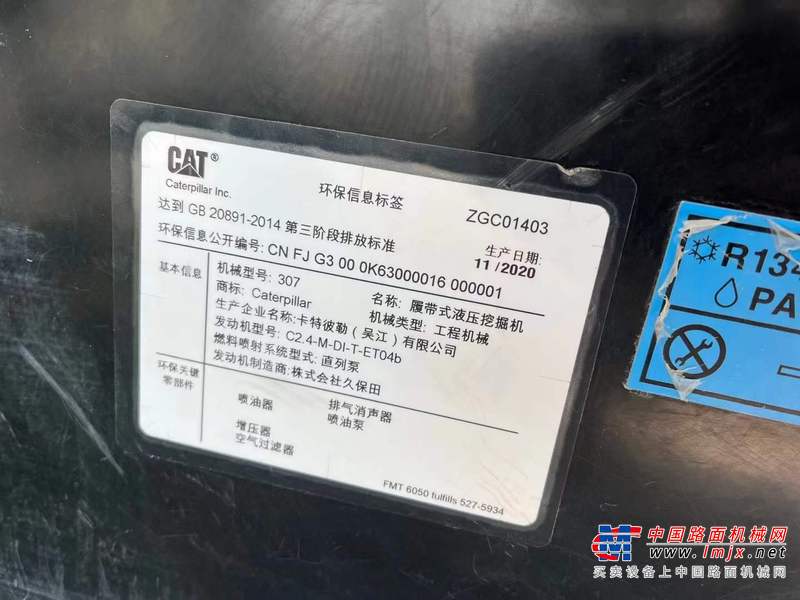 CAT®
Caterpillar Inc.
环保信息标签
ZGC01403
达到 GB 20891-2014 第三阶段排放标准
生产日期:
11/2020
环保信息公开编号: CN FJ G3 00 0K63000016 000001
基本信息
机械型号: 307
名称: 履带式液压挖掘机
商标: Caterpillar
机械类型: 工程机械
生产企业名称:卡特彼勒(吴江)有限公司
发动机型号: C2.4-M-DI-T-ET04b
燃料喷射系统型式: 直列泵
发动机制造商:株式会社久保田
环保关键
零部件
喷油器
排气消声器
喷油泵
增压器
空气过滤器
FMT 6050 fulfills 527-5934
R134
PA
中国路面机械网
www.lmjx.net
买卖设备上中国路面机械网